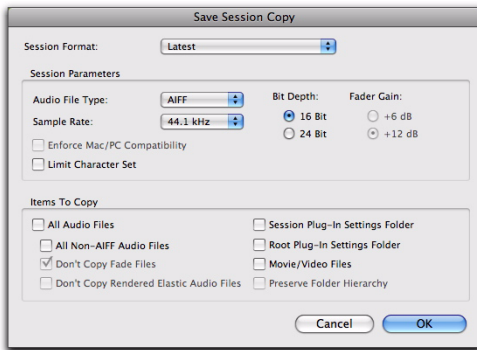 Save Session Copy
Session Format: Latest
Session Parameters
Audio File Type: AIFF
Sample Rate: 44.1 kHz
Enforce Mac/PC Compatibility
Limit Character Set
Bit Depth:
16 Bit
24 Bit
Fader Gain:
+6 dB
+12 dB
Items To Copy
All Audio Files
All Non-AIFF Audio Files
Don't Copy Fade Files
Don't Copy Rendered Elastic Audio Files
Session Plug-In Settings Folder
Root Plug-In Settings Folder
Movie/Video Files
Preserve Folder Hierarchy
Cancel OK